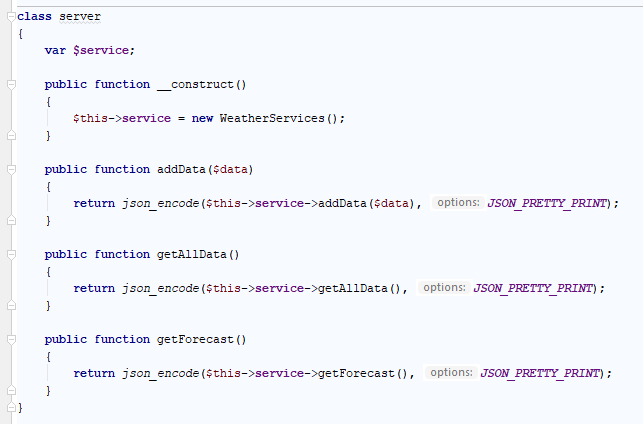 class server
{
    var $service;

    public function __construct()
    {
        $this->service = new WeatherServices();
    }

    public function addData($data)
    {
        return json_encode($this->service->addData($data), options: JSON_PRETTY_PRINT);
    }

    public function getAllData()
    {
        return json_encode($this->service->getAllData(), options: JSON_PRETTY_PRINT);
    }

    public function getForecast()
    {
        return json_encode($this->service->getForecast(), options: JSON_PRETTY_PRINT);
    }
}